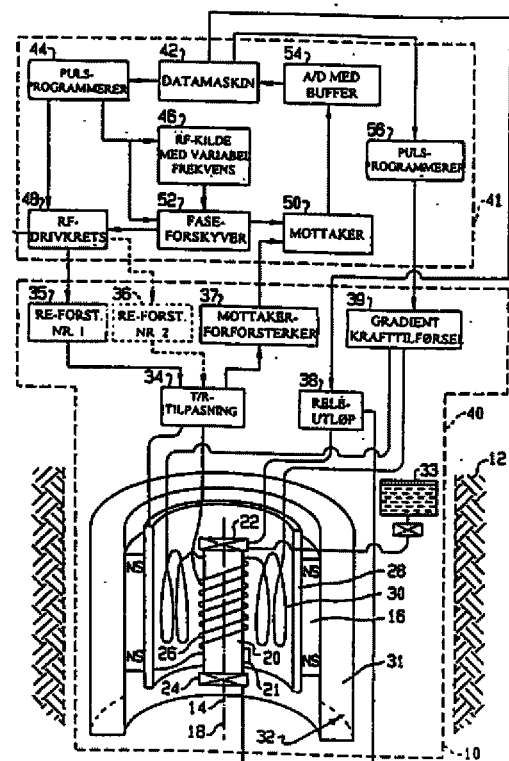 44
PULS-
PROGRAMMERER
42
DATAMASKIN
54
A/D MED
BUFFER
46
RF-KILDE
MED VARIABEL
FREKVENS
56
PULS-
PROGRAMMERER
48
RF-
DRIVKRETS
52
FASE-
FORSKYVER
50
MOTTAKER
41
35
RE-FORST.
NR. 1
36
RE-FORST.
NR. 2
37
MOTTAKER-
FORFORSTERKER
39
GRADIENT
KRAFTTILFØRSEL
34
T/R-
TILPASNING
38
RELÉ-
UTLØP
40
12
33
22
NS
NS
28
30
16
20
26
21
NS
NS
31
24
14
18
32
10